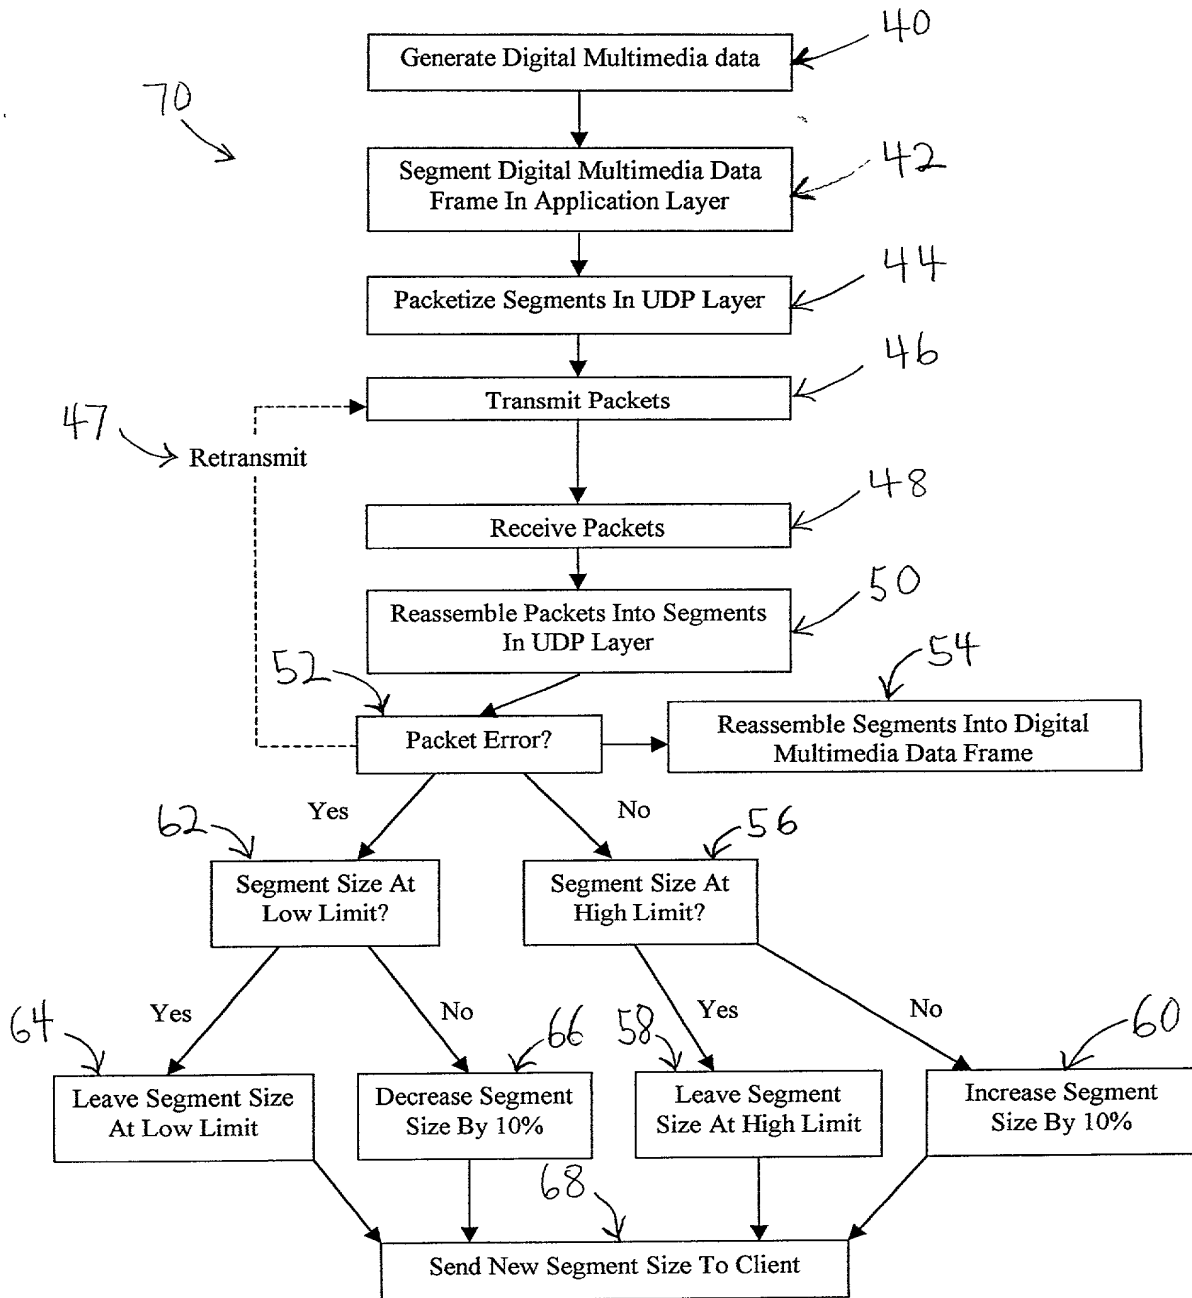 40
Generate Digital Multimedia data
70
42
Segment Digital Multimedia Data
Frame In Application Layer
44
Packetize Segments In UDP Layer
46
Transmit Packets
47
Retransmit
48
Receive Packets
50
Reassemble Packets Into Segments
In UDP Layer
52
54
Packet Error?
Reassemble Segments Into Digital
Multimedia Data Frame
Yes
No
62
56
Segment Size At
Low Limit?
Segment Size At
High Limit?
Yes
No
Yes
No
64
66
58
60
Leave Segment Size
At Low Limit
Decrease Segment
Size By 10%
Leave Segment
Size At High Limit
Increase Segment
Size By 10%
68
Send New Segment Size To Client